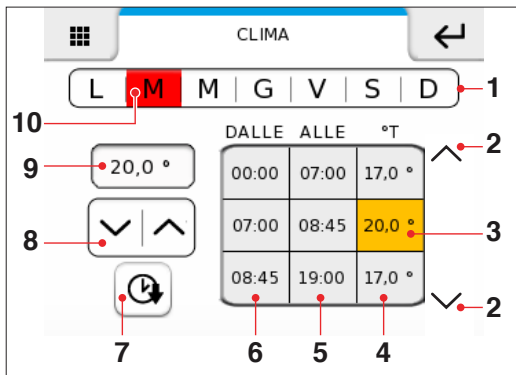 CLIMA
L M M G V S D 1
10
DALLE ALLE °T 2
9 20,0 ° 00:00 07:00 17,0 °
8 07:00 08:45 20,0 ° 3
08:45 19:00 17,0 ° 2
7 6 5 4